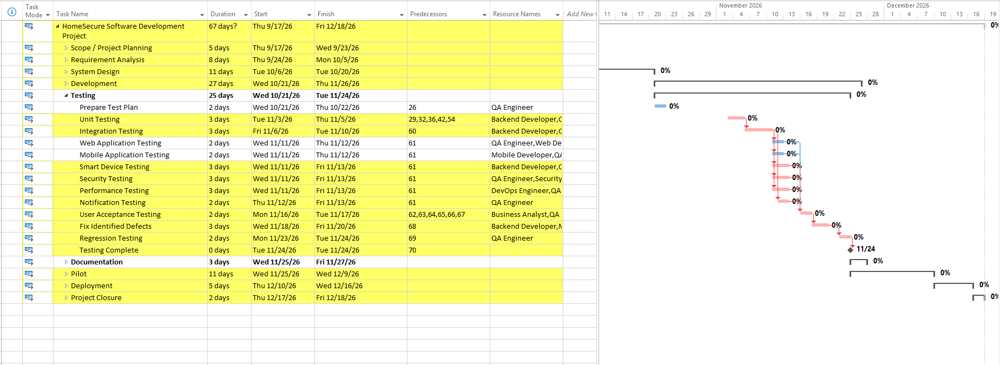 Task Mode Task Name Duration Start Finish Predecessors Resource Names Add New
November 2026 December 2026
11 14 17 20 23 26 29 1 4 7 10 13 16 19 22 25 28 1 4 7 10 13 16 19
HomeSecure Software Development Project 67 days? Thu 9/17/26 Fri 12/18/26 0%
Scope / Project Planning 5 days Thu 9/17/26 Wed 9/23/26
Requirement Analysis 8 days Thu 9/24/26 Mon 10/5/26
System Design 11 days Tue 10/6/26 Tue 10/20/26 0%
Development 27 days Wed 10/21/26 Thu 11/26/26 0%
Testing 25 days Wed 10/21/26 Tue 11/24/26 0%
Prepare Test Plan 2 days Wed 10/21/26 Thu 10/22/26 26 QA Engineer 0%
Unit Testing 3 days Tue 11/3/26 Thu 11/5/26 29,32,36,42,54 Backend Developer, 0%
Integration Testing 3 days Fri 11/6/26 Tue 11/10/26 60 Backend Developer, 0%
Web Application Testing 2 days Wed 11/11/26 Thu 11/12/26 61 QA Engineer,Web De 0%
Mobile Application Testing 2 days Wed 11/11/26 Thu 11/12/26 61 Mobile Developer,QA 0%
Smart Device Testing 3 days Wed 11/11/26 Fri 11/13/26 61 Backend Developer, 0%
Security Testing 3 days Wed 11/11/26 Fri 11/13/26 61 QA Engineer,Security 0%
Performance Testing 3 days Wed 11/11/26 Fri 11/13/26 61 DevOps Engineer,QA 0%
Notification Testing 2 days Thu 11/12/26 Fri 11/13/26 61 QA Engineer 0%
User Acceptance Testing 2 days Mon 11/16/26 Tue 11/17/26 62,63,64,65,66,67 Business Analyst,QA 0%
Fix Identified Defects 3 days Wed 11/18/26 Fri 11/20/26 68 Backend Developer, 0%
Regression Testing 2 days Mon 11/23/26 Tue 11/24/26 69 QA Engineer 0%
Testing Complete 0 days Tue 11/24/26 Tue 11/24/26 70 11/24
Documentation 3 days Wed 11/25/26 Fri 11/27/26 0%
Pilot 11 days Wed 11/25/26 Wed 12/9/26 0%
Deployment 5 days Thu 12/10/26 Wed 12/16/26 0%
Project Closure 2 days Thu 12/17/26 Fri 12/18/26 0%